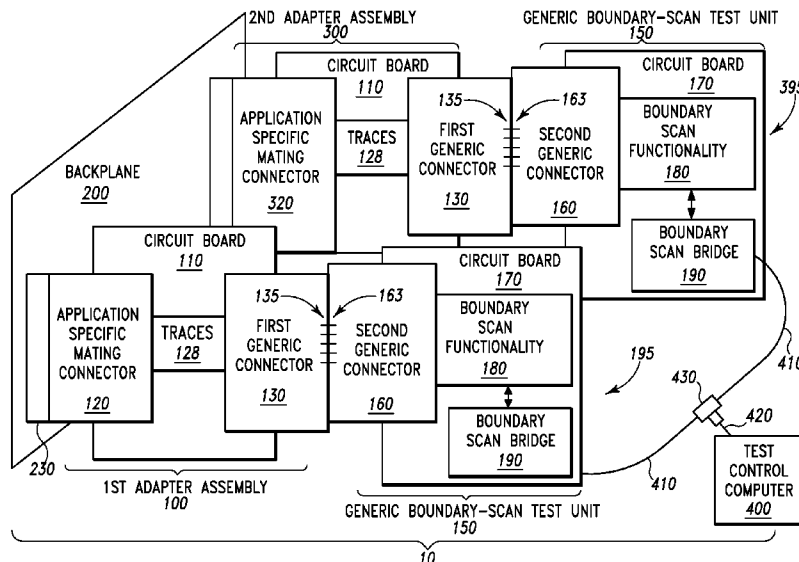 2ND ADAPTER ASSEMBLY
300
GENERIC BOUNDARY-SCAN TEST UNIT
150
CIRCUIT BOARD
110
CIRCUIT BOARD
170
395
135
163
APPLICATION
SPECIFIC
MATING
CONNECTOR
320
TRACES
128
FIRST
GENERIC
CONNECTOR
130
SECOND
GENERIC
CONNECTOR
160
BOUNDARY
SCAN
FUNCTIONALITY
180
BOUNDARY
SCAN BRIDGE
190
BACKPLANE
200
CIRCUIT BOARD
110
CIRCUIT BOARD
170
135
163
APPLICATION
SPECIFIC
MATING
CONNECTOR
120
TRACES
128
FIRST
GENERIC
CONNECTOR
130
SECOND
GENERIC
CONNECTOR
160
BOUNDARY
SCAN
FUNCTIONALITY
180
BOUNDARY
SCAN BRIDGE
190
195
410
430
420
410
TEST
CONTROL
COMPUTER
400
230
1ST ADAPTER ASSEMBLY
100
GENERIC BOUNDARY-SCAN TEST UNIT
150
10